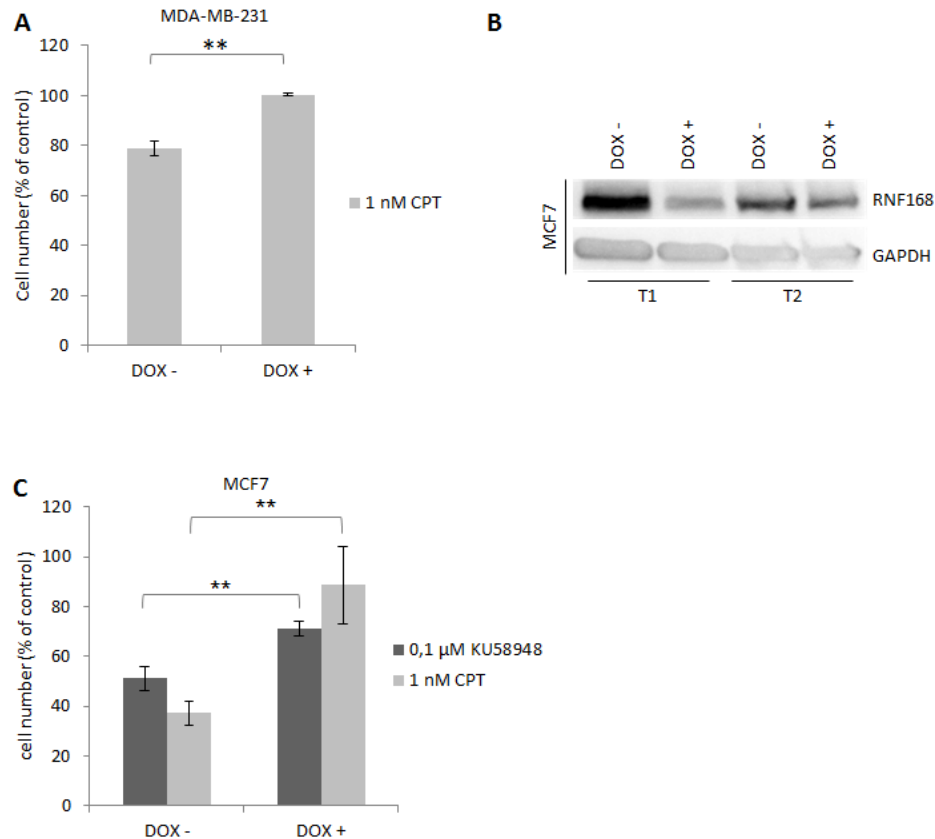 A
MDA-MB-231
120
100
80
60
40
20
0
Cell number (% of control)
**
DOX -
DOX +
1 nM CPT
B
DOX -
DOX +
DOX -
DOX +
MCF7
RNF168
GAPDH
T1
T2
C
MCF7
120
100
80
60
40
20
0
cell number (% of control)
**
**
DOX -
DOX +
0,1 µM KU58948
1 nM CPT